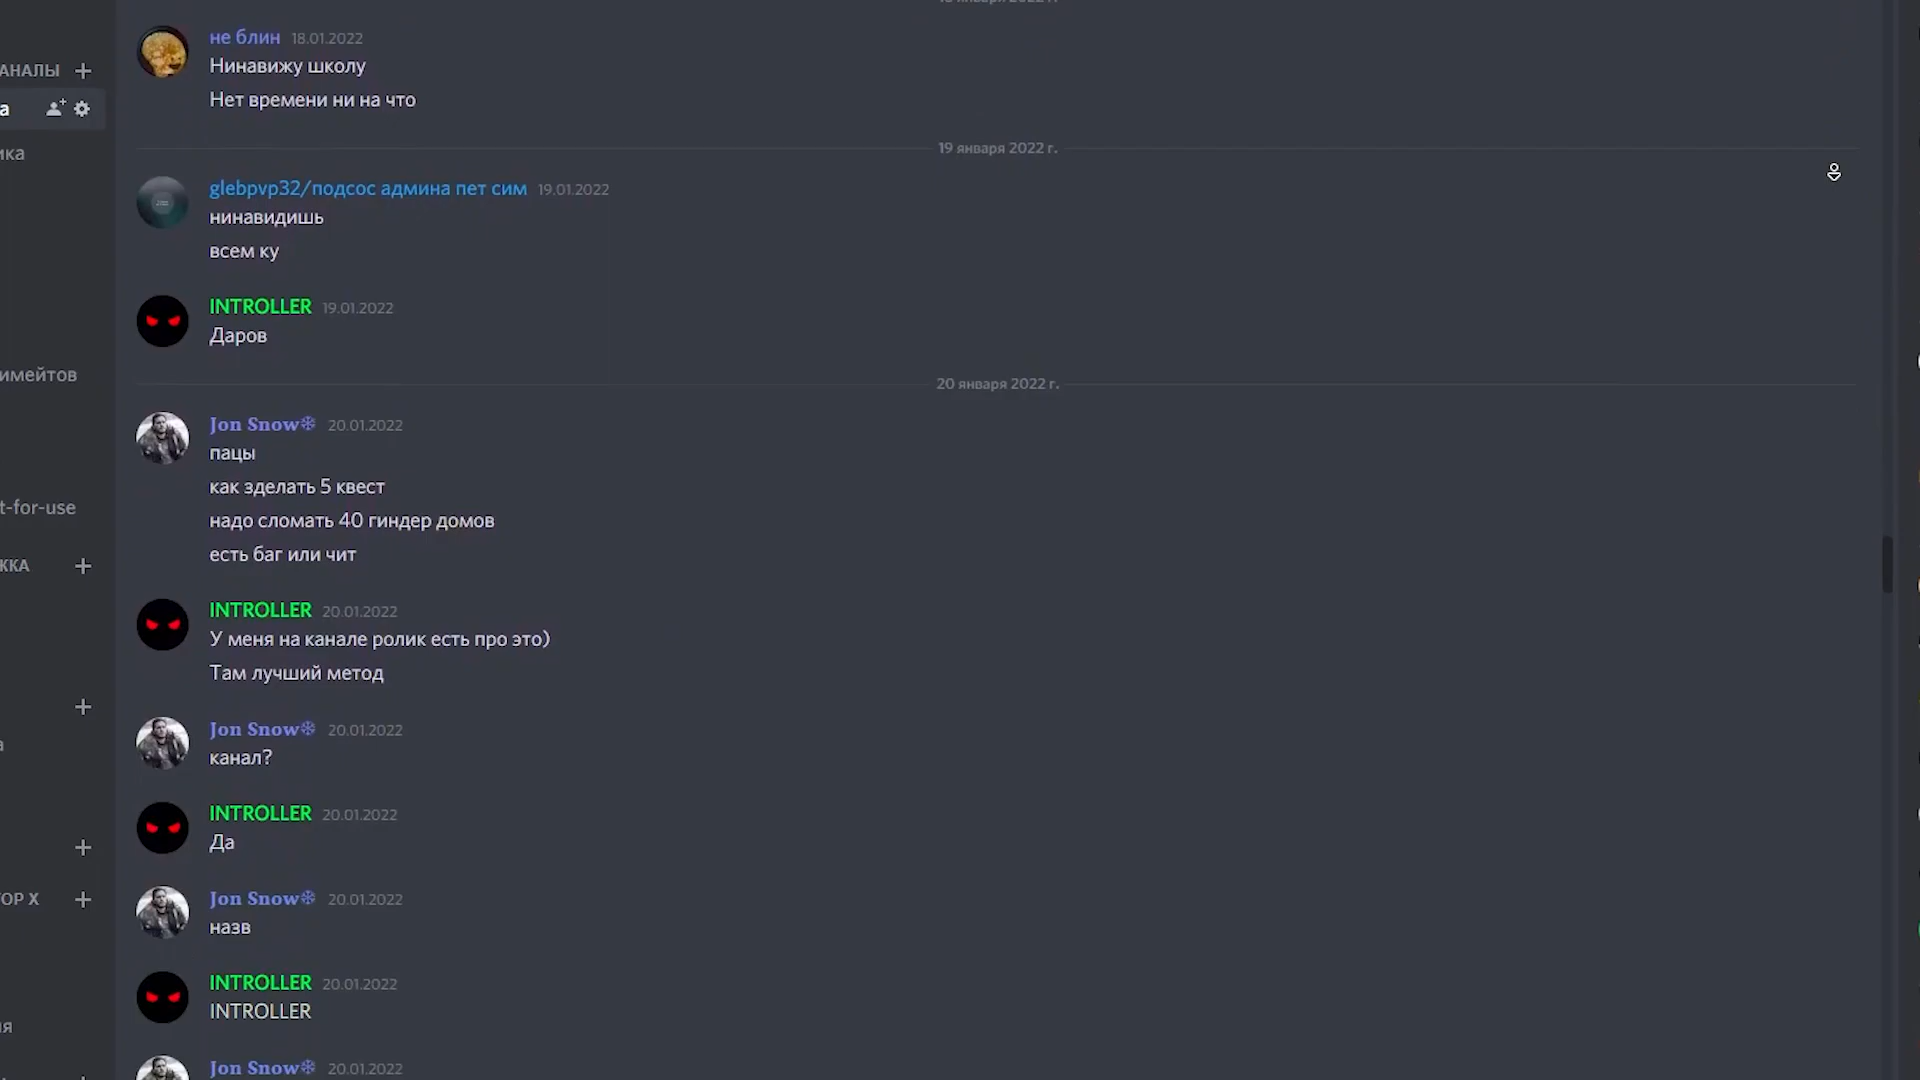 не блин 18.01.2022
Нинавижу школу
Нет времени ни на что
19 января 2022 г.
glebpvp32/подсос админа пет сим 19.01.2022
нинавидишь
всем ку
INTROLLER 19.01.2022
Даров
20 января 2022 г.
Jon Snow❄ 20.01.2022
пацы
как зделать 5 квест
надо сломать 40 гиндер домов
есть баг или чит
INTROLLER 20.01.2022
У меня на канале ролик есть про это)
Там лучший метод
Jon Snow❄ 20.01.2022
канал?
INTROLLER 20.01.2022
Да
Jon Snow❄ 20.01.2022
назв
INTROLLER 20.01.2022
INTROLLER
Jon Snow❄ 20.01.2022
АНАЛЫ +
а
ика
имейтов
t-for-use
ЖКА +
+
а
+
ОР X +
ия